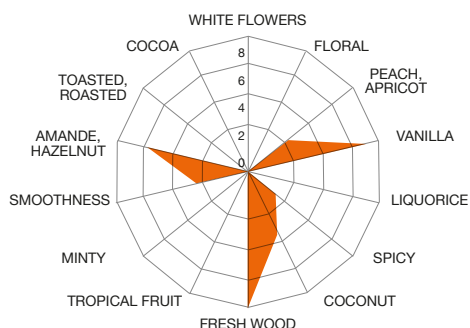 WHITE FLOWERS
COCOA
FLORAL
TOASTED,
ROASTED
PEACH,
APRICOT
AMANDE,
HAZELNUT
VANILLA
8
6
4
2
0
SMOOTHNESS
LIQUORICE
MINTY
SPICY
TROPICAL FRUIT
COCONUT
FRESH WOOD